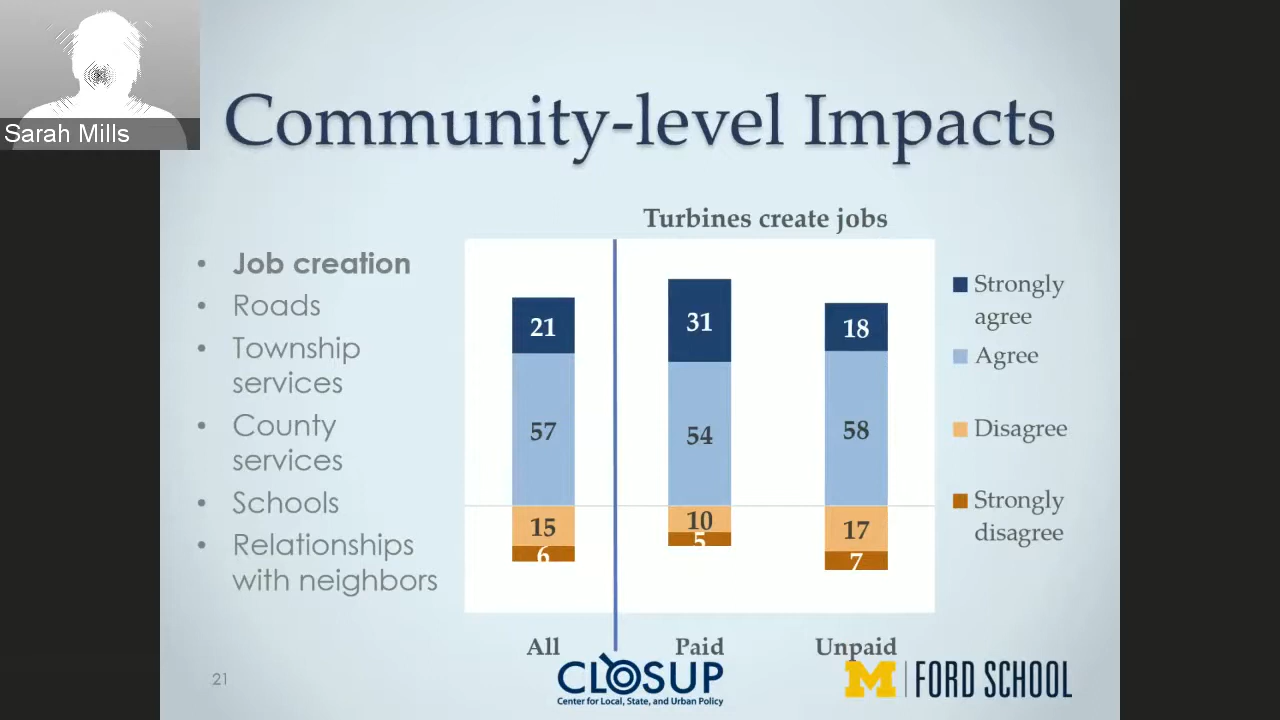 Sarah Mills
Community-level Impacts
• Job creation
• Roads
• Township
services
• County
services
• Schools
• Relationships
with neighbors
Turbines create jobs
21
57
15
6
31
54
10
5
18
58
17
7
All
Paid
Unpaid
Strongly
agree
Agree
Disagree
Strongly
disagree
21
CLOSUP
Center for Local, State, and Urban Policy
M FORD SCHOOL